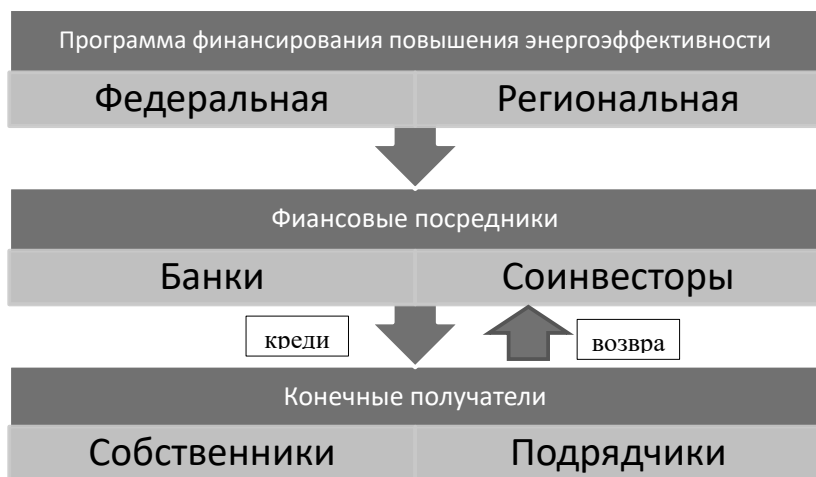 Программа финансирования повышения энергоэффективности
Федеральная Региональная
Фиансовые посредники
Банки Соинвесторы
креди возвра
Конечные получатели
Собственники Подрядчики